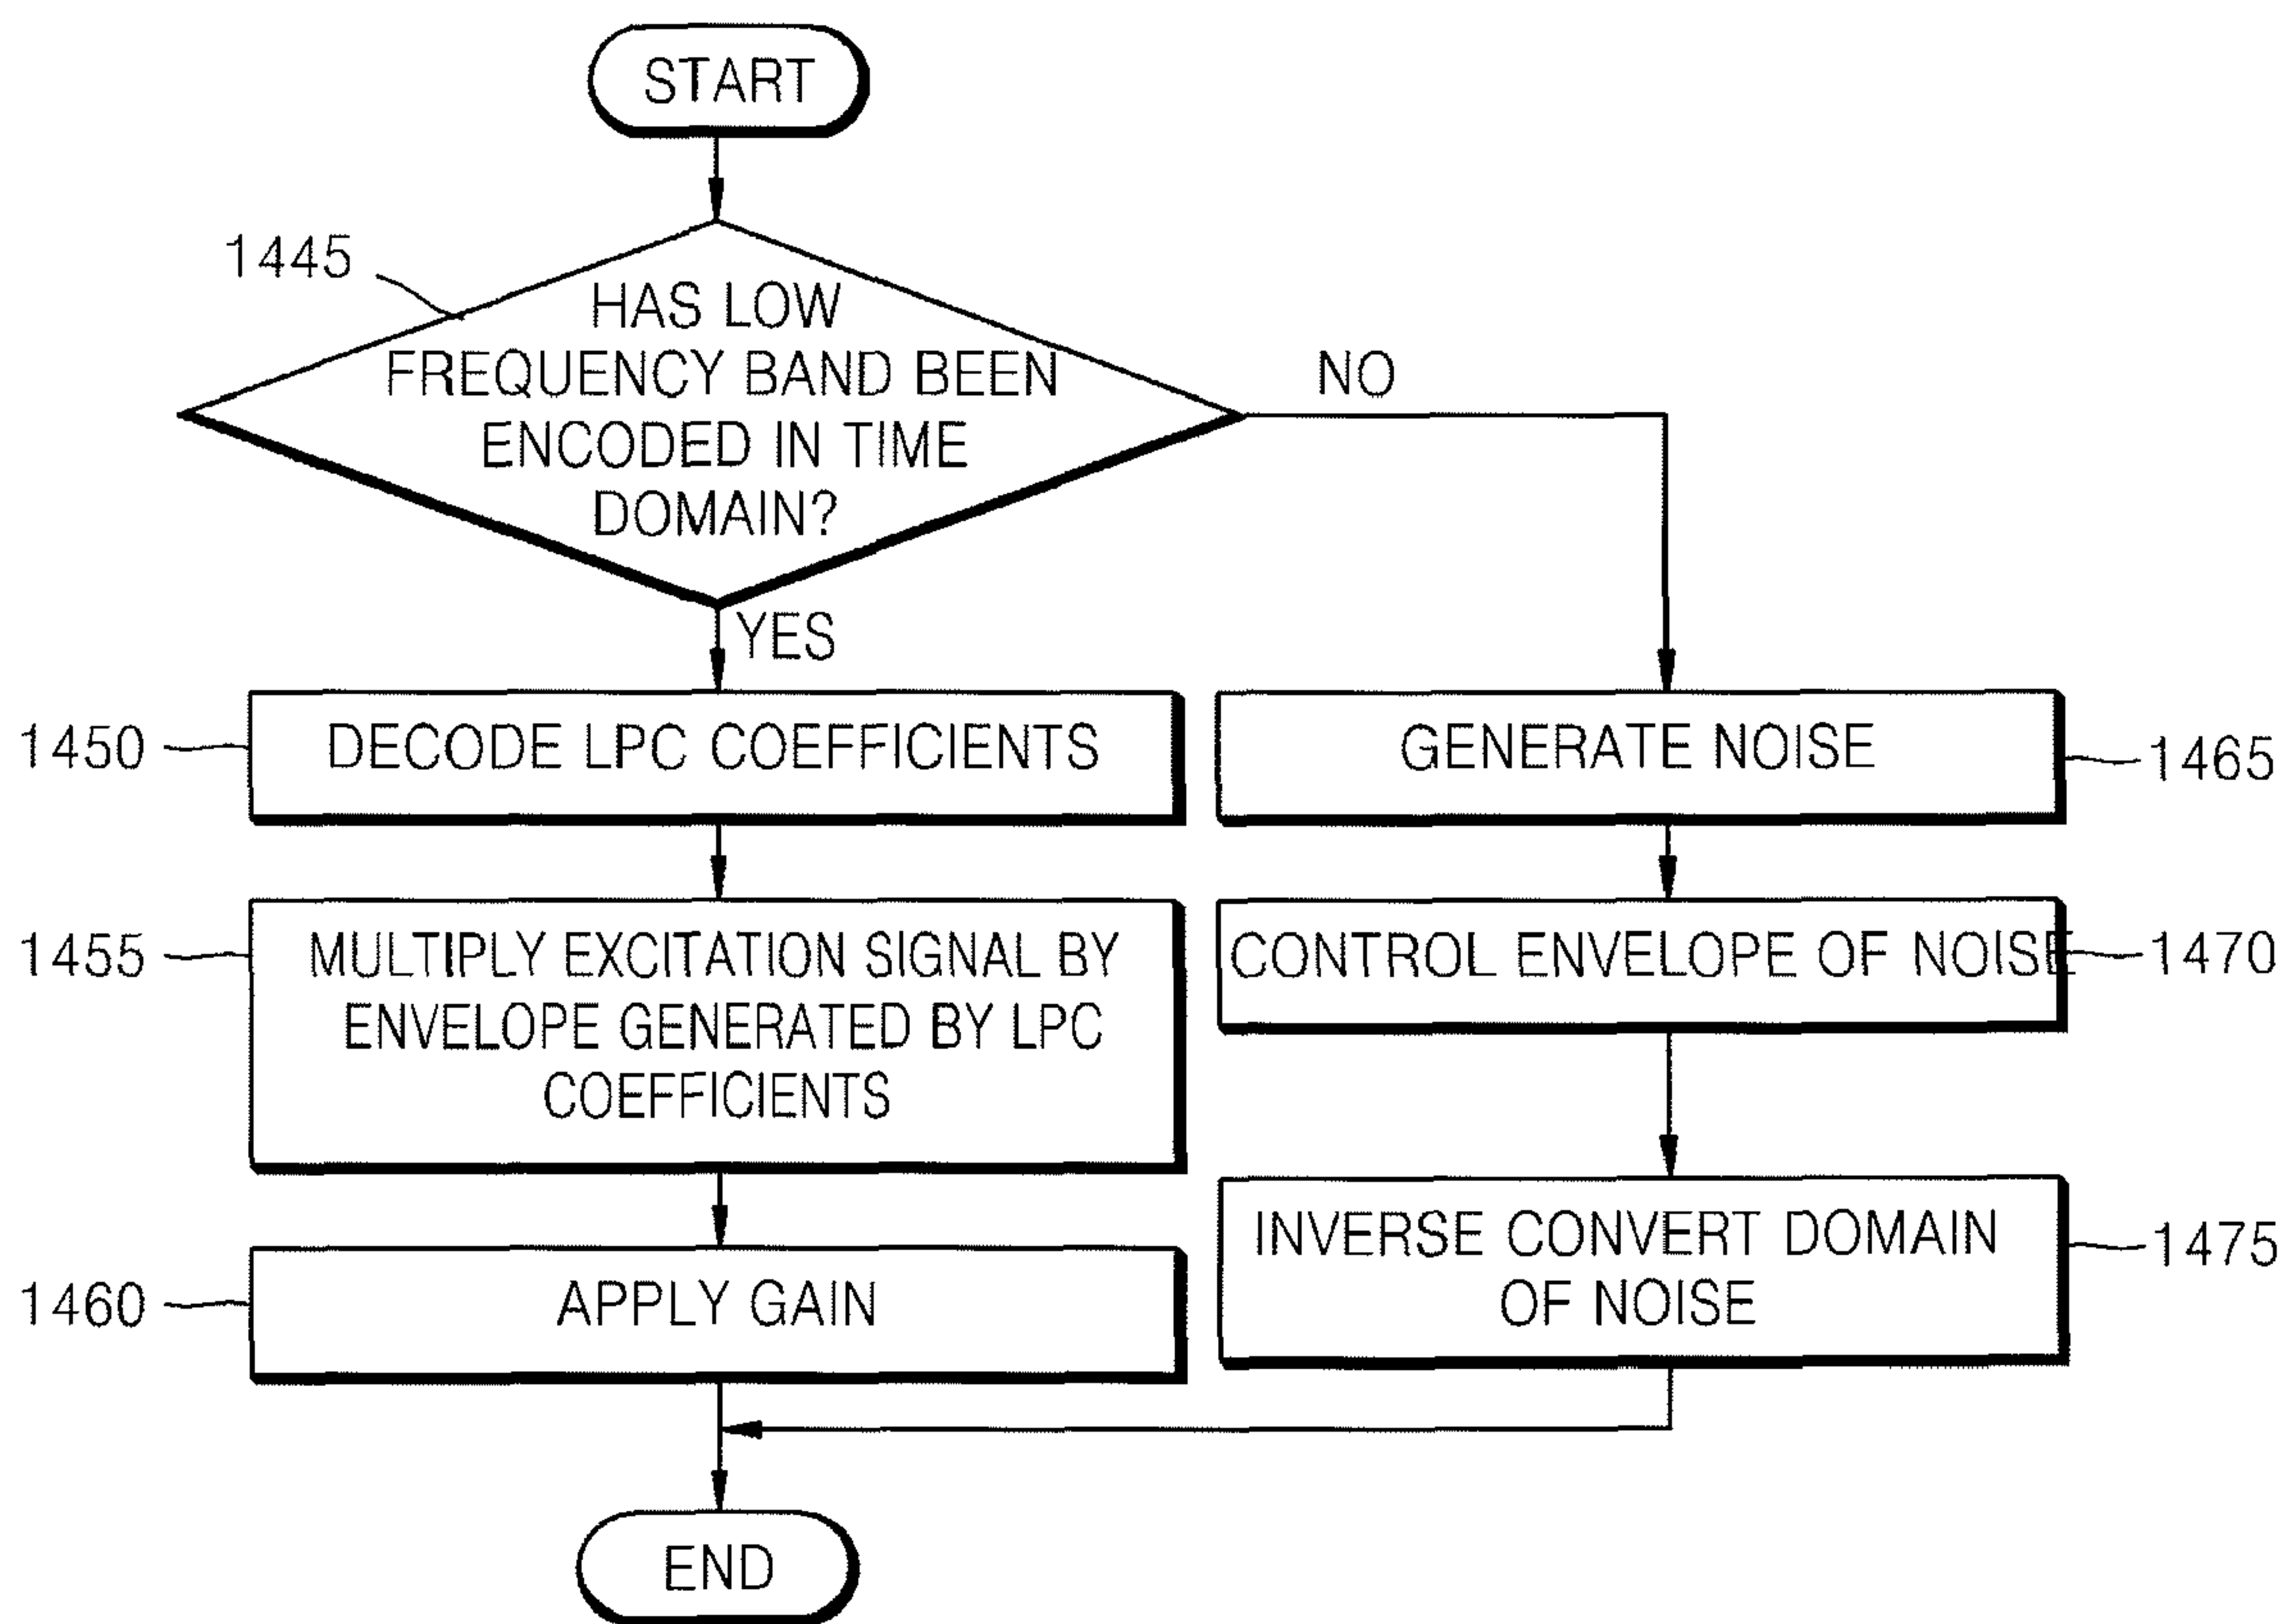 START
1445
HAS LOW
FREQUENCY BAND BEEN
ENCODED IN TIME
DOMAIN?
NO
YES
1450
DECODE LPC COEFFICIENTS
GENERATE NOISE
1465
1455
MULTIPLY EXCITATION SIGNAL BY
ENVELOPE GENERATED BY LPC
COEFFICIENTS
CONTROL ENVELOPE OF NOISE
1470
1460
APPLY GAIN
INVERSE CONVERT DOMAIN
OF NOISE
1475
END